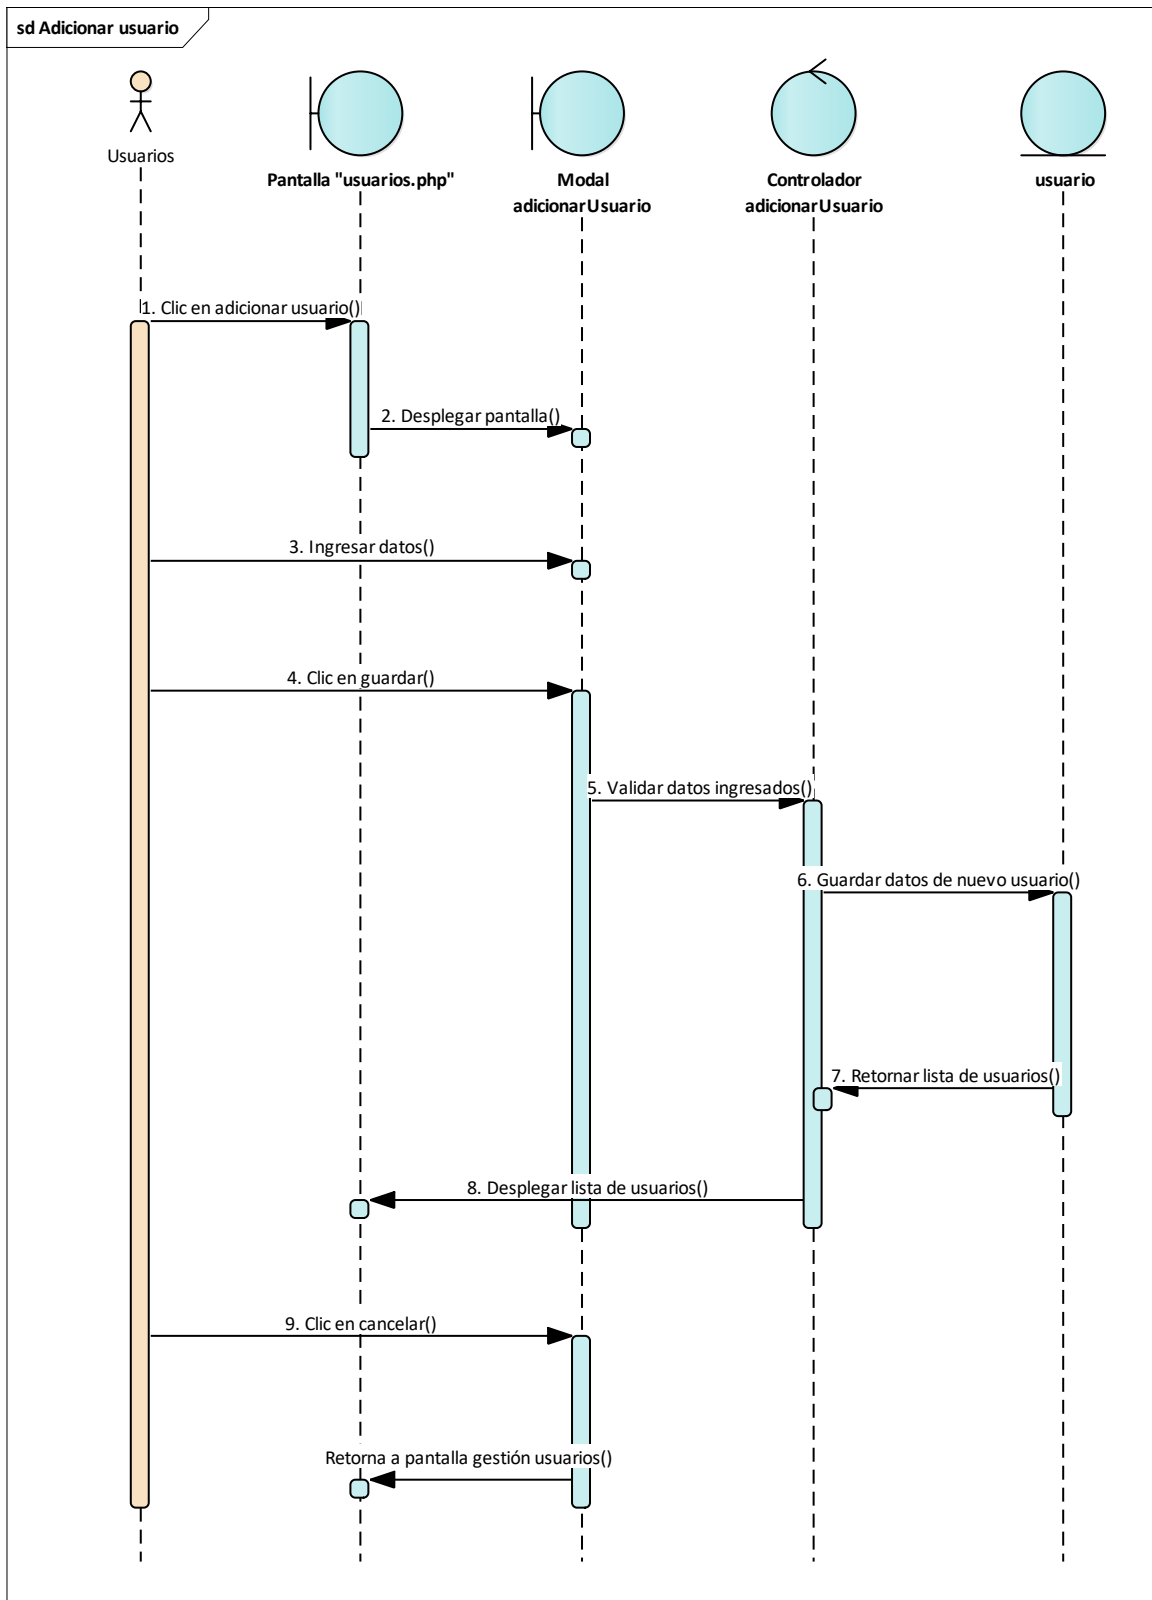 sd Adicionar usuario
Usuarios
Pantalla "usuarios.php"
Modal
adicionarUsuario
Controlador
adicionarUsuario
usuario
1. Clic en adicionar usuario()
2. Desplegar pantalla()
3. Ingresar datos()
4. Clic en guardar()
5. Validar datos ingresados()
6. Guardar datos de nuevo usuario()
7. Retornar lista de usuarios()
8. Desplegar lista de usuarios()
9. Clic en cancelar()
Retorna a pantalla gestión usuarios()